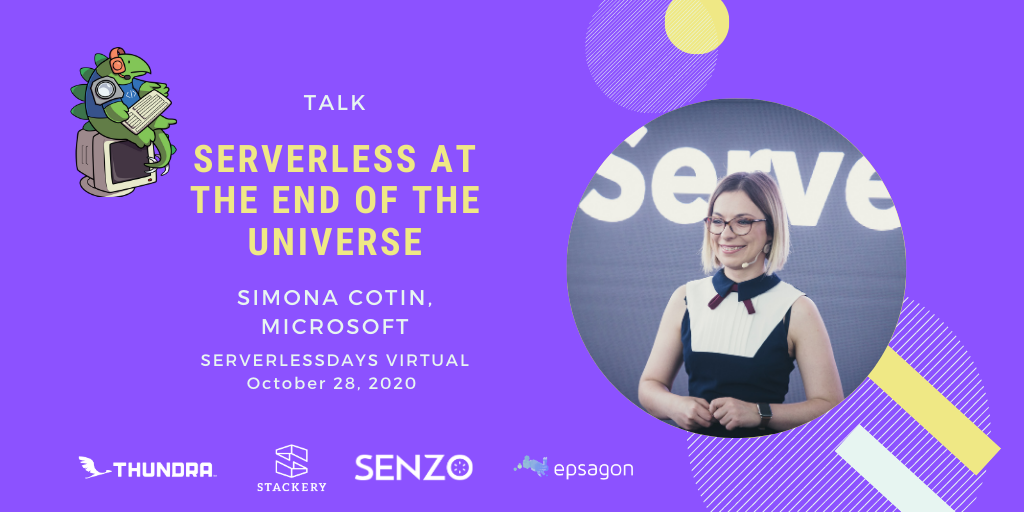 TALK
SERVERLESS AT
THE END OF THE
UNIVERSE
SIMONA COTIN,
MICROSOFT
SERVERLESSDAYS VIRTUAL
October 28, 2020
Serve
</>
THUNDRA
STACKERY
SENZO
epsagon